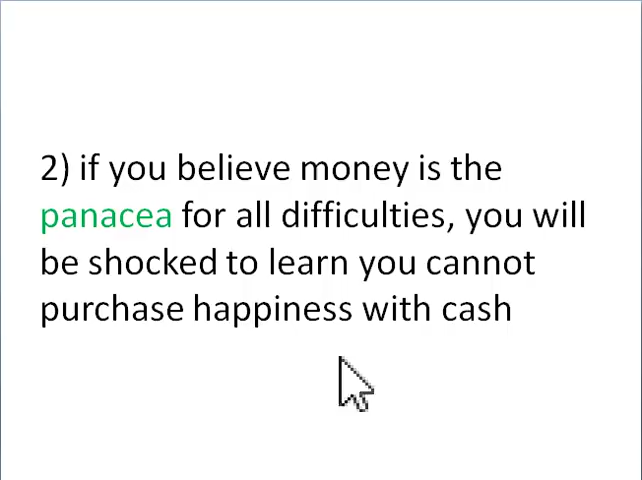 2) if you believe money is the
panacea for all difficulties, you will
be shocked to learn you cannot
purchase happiness with cash